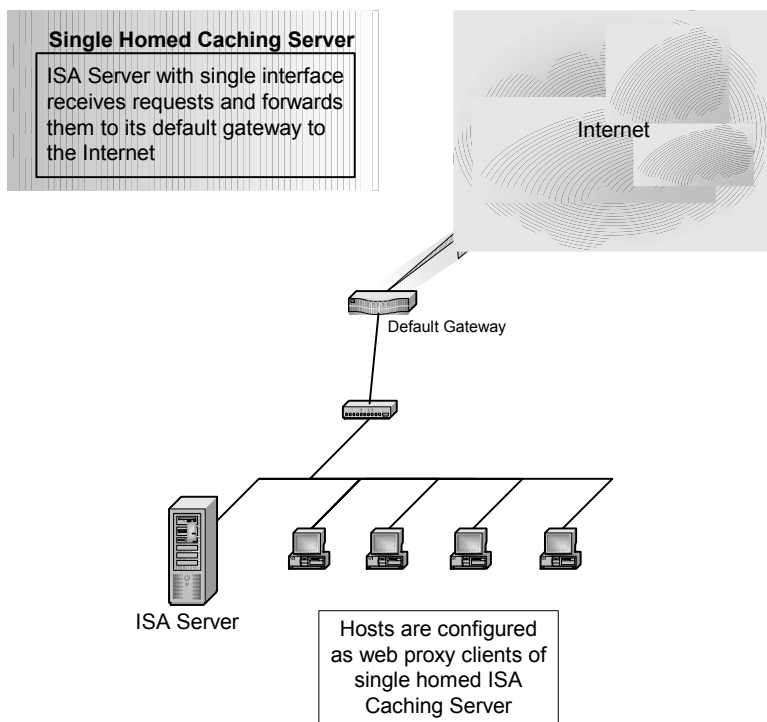 Single Homed Caching Server
ISA Server with single interface
receives requests and forwards
them to its default gateway to
the Internet
Internet
Default Gateway
ISA Server
Hosts are configured
as web proxy clients of
single homed ISA
Caching Server